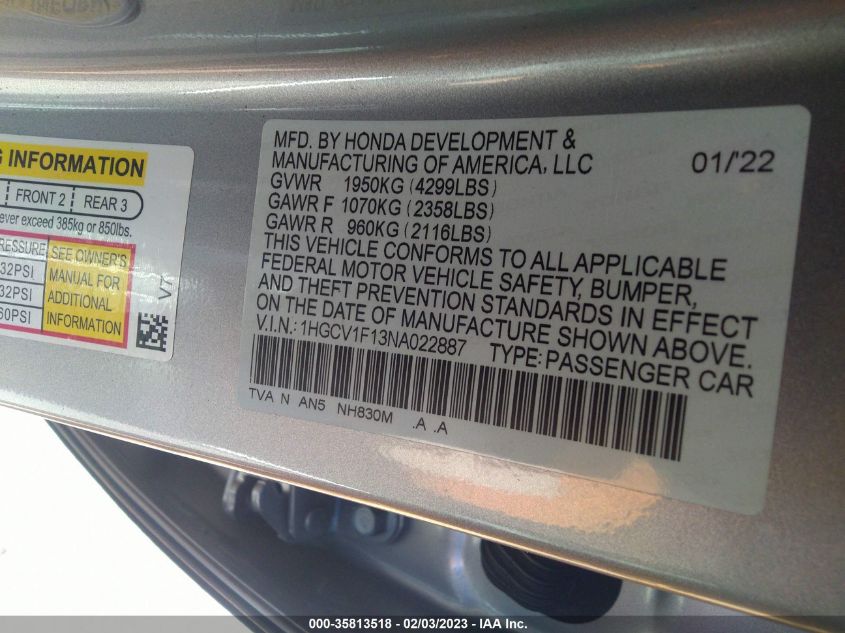 MFD. BY HONDA DEVELOPMENT &
MANUFACTURING OF AMERICA, LLC 01/'22
GVWR 1950KG (4299LBS)
GAWR F 1070KG (2358LBS)
GAWR R 960KG (2116LBS)
THIS VEHICLE CONFORMS TO ALL APPLICABLE
FEDERAL MOTOR VEHICLE SAFETY, BUMPER,
AND THEFT PREVENTION STANDARDS IN EFFECT
ON THE DATE OF MANUFACTURE SHOWN ABOVE.
V.I.N.: 1HGCV1F13NA022887 TYPE: PASSENGER CAR
TVA N AN5 NH830M .A .A
INFORMATION
FRONT 2 REAR 3
ever exceed 385kg or 850lbs.
RESSURE
32PSI
32PSI
60PSI
SEE OWNER'S
MANUAL FOR
ADDITIONAL
INFORMATION
000-35813518 - 02/03/2023 - IAA Inc.